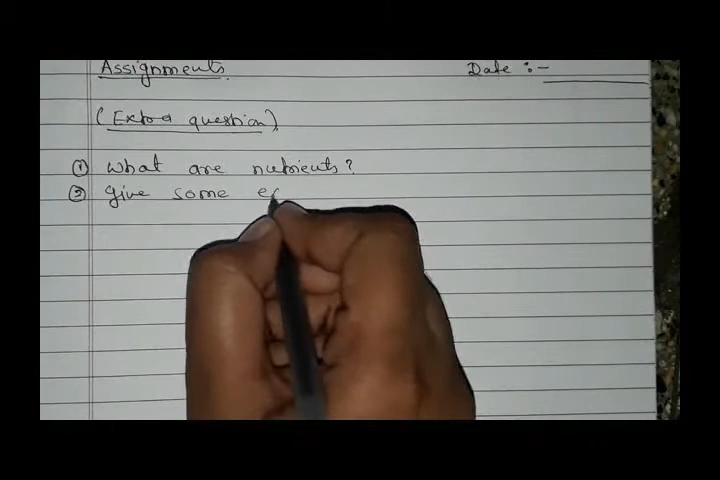 Assignments. Date :- 
(Extra question)
① What are nutrients?
② Give some